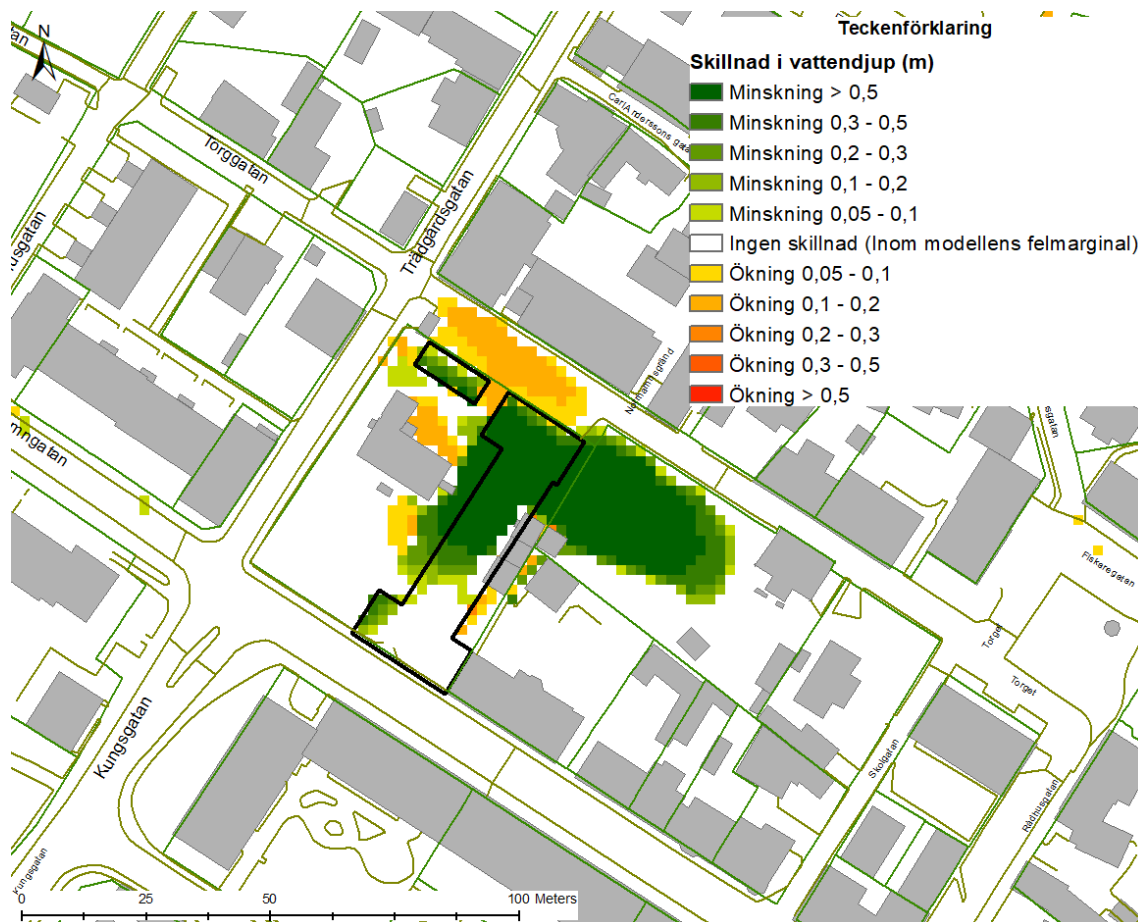 Teckenförklaring
Skillnad i vattendjup (m)
Minskning > 0,5
Minskning 0,3 - 0,5
Minskning 0,2 - 0,3
Minskning 0,1 - 0,2
Minskning 0,05 - 0,1
Ingen skillnad (Inom modellens felmarginal)
Ökning 0,05 - 0,1
Ökning 0,1 - 0,2
Ökning 0,2 - 0,3
Ökning 0,3 - 0,5
Ökning > 0,5
N
Torggatan
Trädgårdsgatan
Kungsgatan
Kungsgatan
Fiskaregatan
Torget
Torget
Skolgatan
Rådhusgatan
0 25 50 100 Meters